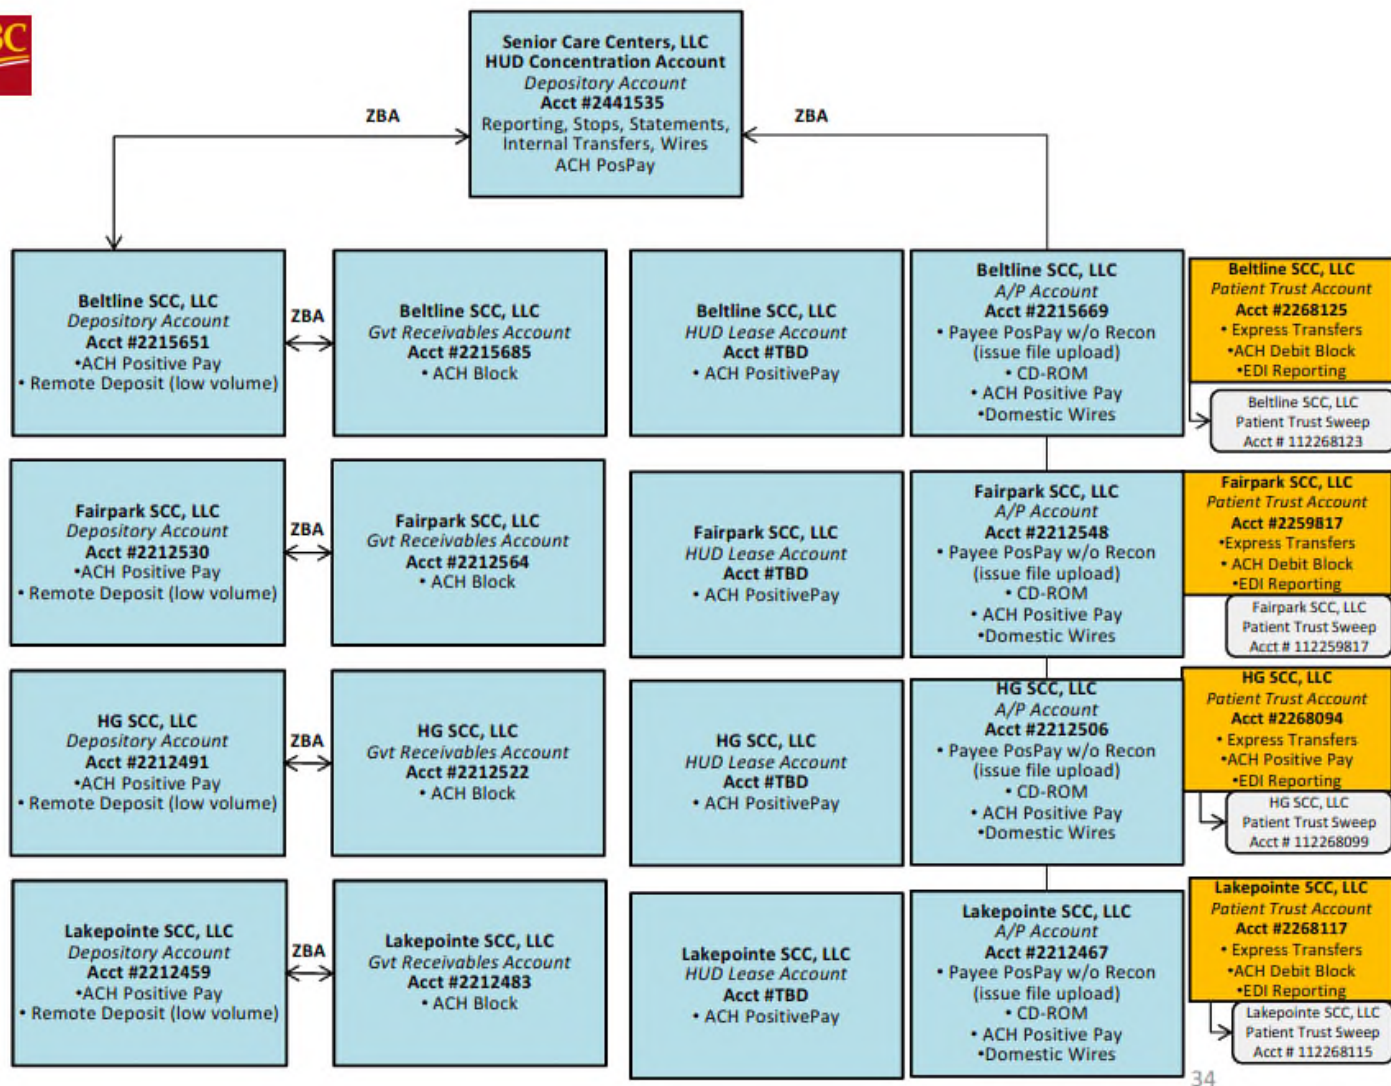 BC
Senior Care Centers, LLC
HUD Concentration Account
Depository Account
Acct #2441535
Reporting, Stops, Statements,
Internal Transfers, Wires
ACH PosPay
ZBA
ZBA
Beltline SCC, LLC
Depository Account
Acct #2215651
•ACH Positive Pay
• Remote Deposit (low volume)
ZBA
Beltline SCC, LLC
Gvt Receivables Account
Acct #2215685
• ACH Block
Beltline SCC, LLC
HUD Lease Account
Acct #TBD
• ACH PositivePay
Beltline SCC, LLC
A/P Account
Acct #2215669
• Payee PosPay w/o Recon
(issue file upload)
• CD-ROM
• ACH Positive Pay
•Domestic Wires
Beltline SCC, LLC
Patient Trust Account
Acct #2268125
• Express Transfers
•ACH Debit Block
•EDI Reporting
Beltline SCC, LLC
Patient Trust Sweep
Acct # 112268123
Fairpark SCC, LLC
Depository Account
Acct #2212530
•ACH Positive Pay
• Remote Deposit (low volume)
ZBA
Fairpark SCC, LLC
Gvt Receivables Account
Acct #2212564
• ACH Block
Fairpark SCC, LLC
HUD Lease Account
Acct #TBD
• ACH PositivePay
Fairpark SCC, LLC
A/P Account
Acct #2212548
• Payee PosPay w/o Recon
(issue file upload)
• CD-ROM
• ACH Positive Pay
•Domestic Wires
Fairpark SCC, LLC
Patient Trust Account
Acct #2259817
•Express Transfers
• ACH Debit Block
•EDI Reporting
Fairpark SCC, LLC
Patient Trust Sweep
Acct # 112259817
HG SCC, LLC
Depository Account
Acct #2212491
•ACH Positive Pay
• Remote Deposit (low volume)
ZBA
HG SCC, LLC
Gvt Receivables Account
Acct #2212522
• ACH Block
HG SCC, LLC
HUD Lease Account
Acct #TBD
• ACH PositivePay
HG SCC, LLC
A/P Account
Acct #2212506
• Payee PosPay w/o Recon
(issue file upload)
• CD-ROM
• ACH Positive Pay
•Domestic Wires
HG SCC, LLC
Patient Trust Account
Acct #2268094
• Express Transfers
•ACH Positive Pay
•EDI Reporting
HG SCC, LLC
Patient Trust Sweep
Acct # 112268099
Lakepointe SCC, LLC
Depository Account
Acct #2212459
•ACH Positive Pay
• Remote Deposit (low volume)
ZBA
Lakepointe SCC, LLC
Gvt Receivables Account
Acct #2212483
• ACH Block
Lakepointe SCC, LLC
HUD Lease Account
Acct #TBD
• ACH PositivePay
Lakepointe SCC, LLC
A/P Account
Acct #2212467
• Payee PosPay w/o Recon
(issue file upload)
• CD-ROM
• ACH Positive Pay
•Domestic Wires
Lakepointe SCC, LLC
Patient Trust Account
Acct #2268117
• Express Transfers
•ACH Debit Block
•EDI Reporting
Lakepointe SCC, LLC
Patient Trust Sweep
Acct # 112268115
34